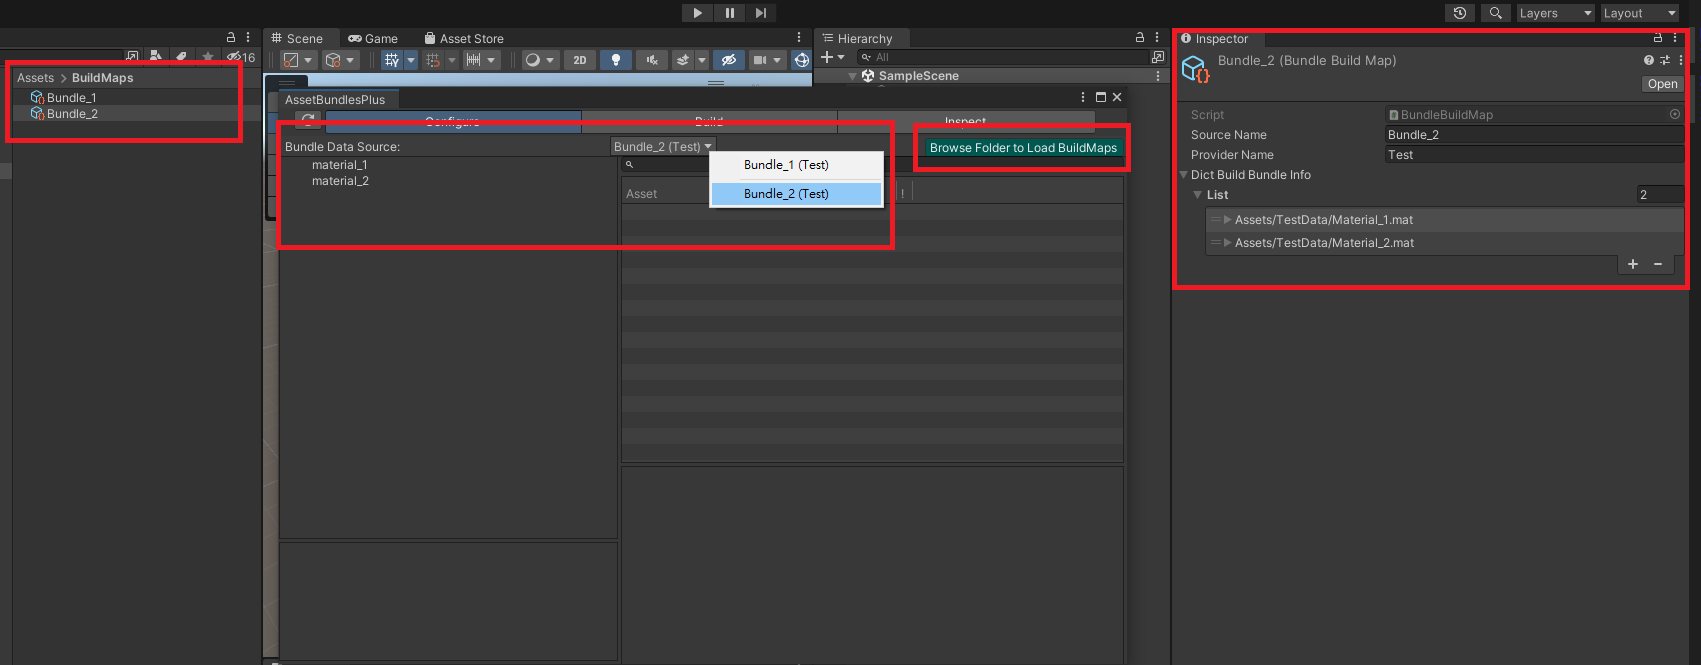 Layers
Layout
16
Assets > BuildMaps
Bundle_1
Bundle_2
Scene
Game
Asset Store
2D
Hierarchy
All
SampleScene
AssetBundlesPlus
Configure
Build
Inspect
Bundle Data Source:
Bundle_2 (Test)
Browse Folder to Load BuildMaps
material_1
material_2
Bundle_1 (Test)
Bundle_2 (Test)
Asset
!
Inspector
Bundle_2 (Bundle Build Map)
Open
Script
BundleBuildMap
Source Name
Bundle_2
Provider Name
Test
Dict Build Bundle Info
List
2
Assets/TestData/Material_1.mat
Assets/TestData/Material_2.mat